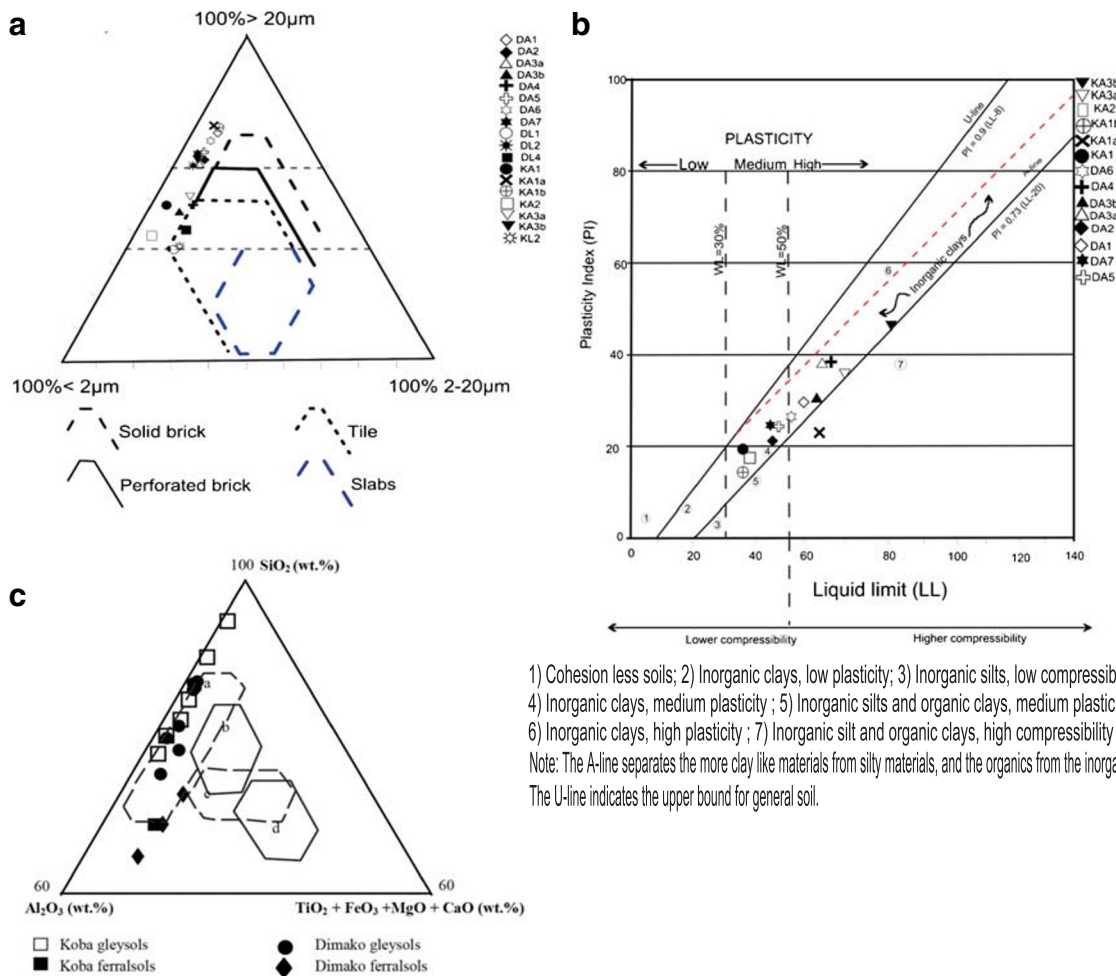 a
100%> 20µm
DA1
DA2
DA3a
DA3b
DA4
DA5
DA6
DA7
DL1
DL2
DL4
KA1
KA1a
KA1b
KA2
KA3a
KA3b
KL2
100%< 2µm
100% 2-20µm
Solid brick
Tile
Perforated brick
Slabs
b
100
80
60
40
20
0
Plasticity Index (PI)
PLASTICITY
Low
Medium
High
WL=30%
WL=50%
U-line
PI = 0.9 (LL-8)
A-line
PI = 0.73 (LL-20)
Inorganic clays
1
2
3
4
5
6
7
0
20
40
60
80
100
120
140
Liquid limit (LL)
Lower compressibility
Higher compressibility
KA3b
KA3a
KA2
KA1b
KA1a
KA1
DA6
DA4
DA3b
DA3a
DA2
DA1
DA7
DA5
1) Cohesion less soils; 2) Inorganic clays, low plasticity; 3) Inorganic silts, low compressib
4) Inorganic clays, medium plasticity ; 5) Inorganic silts and organic clays, medium plastic
6) Inorganic clays, high plasticity ; 7) Inorganic silt and organic clays, high compressibility
Note: The A-line separates the more clay like materials from silty materials, and the organics from the inorga
The U-line indicates the upper bound for general soil.
c
100 SiO₂ (wt.%)
a
b
c
d
60
60
Al₂O₃ (wt.%)
TiO₂ + FeO₃ +MgO + CaO (wt.%)
Koba gleysols
Dimako gleysols
Koba ferralsols
Dimako ferralsols